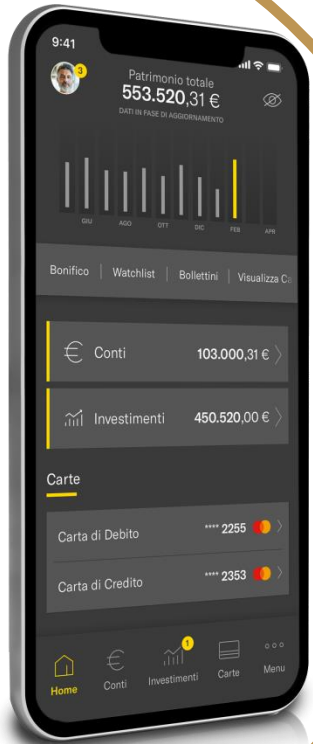 9:41
3
Patrimonio totale
553.520,31 €
DATI IN FASE DI AGGIORNAMENTO
GIU AGO OTT DIC FEB APR
Bonifico | Watchlist | Bollettini | Visualizza Ca
€ Conti 103.000,31 €
Investimenti 450.520,00 €
Carte
Carta di Debito **** 2255
Carta di Credito **** 2353
1
Home € Conti Investimenti Carte Menu